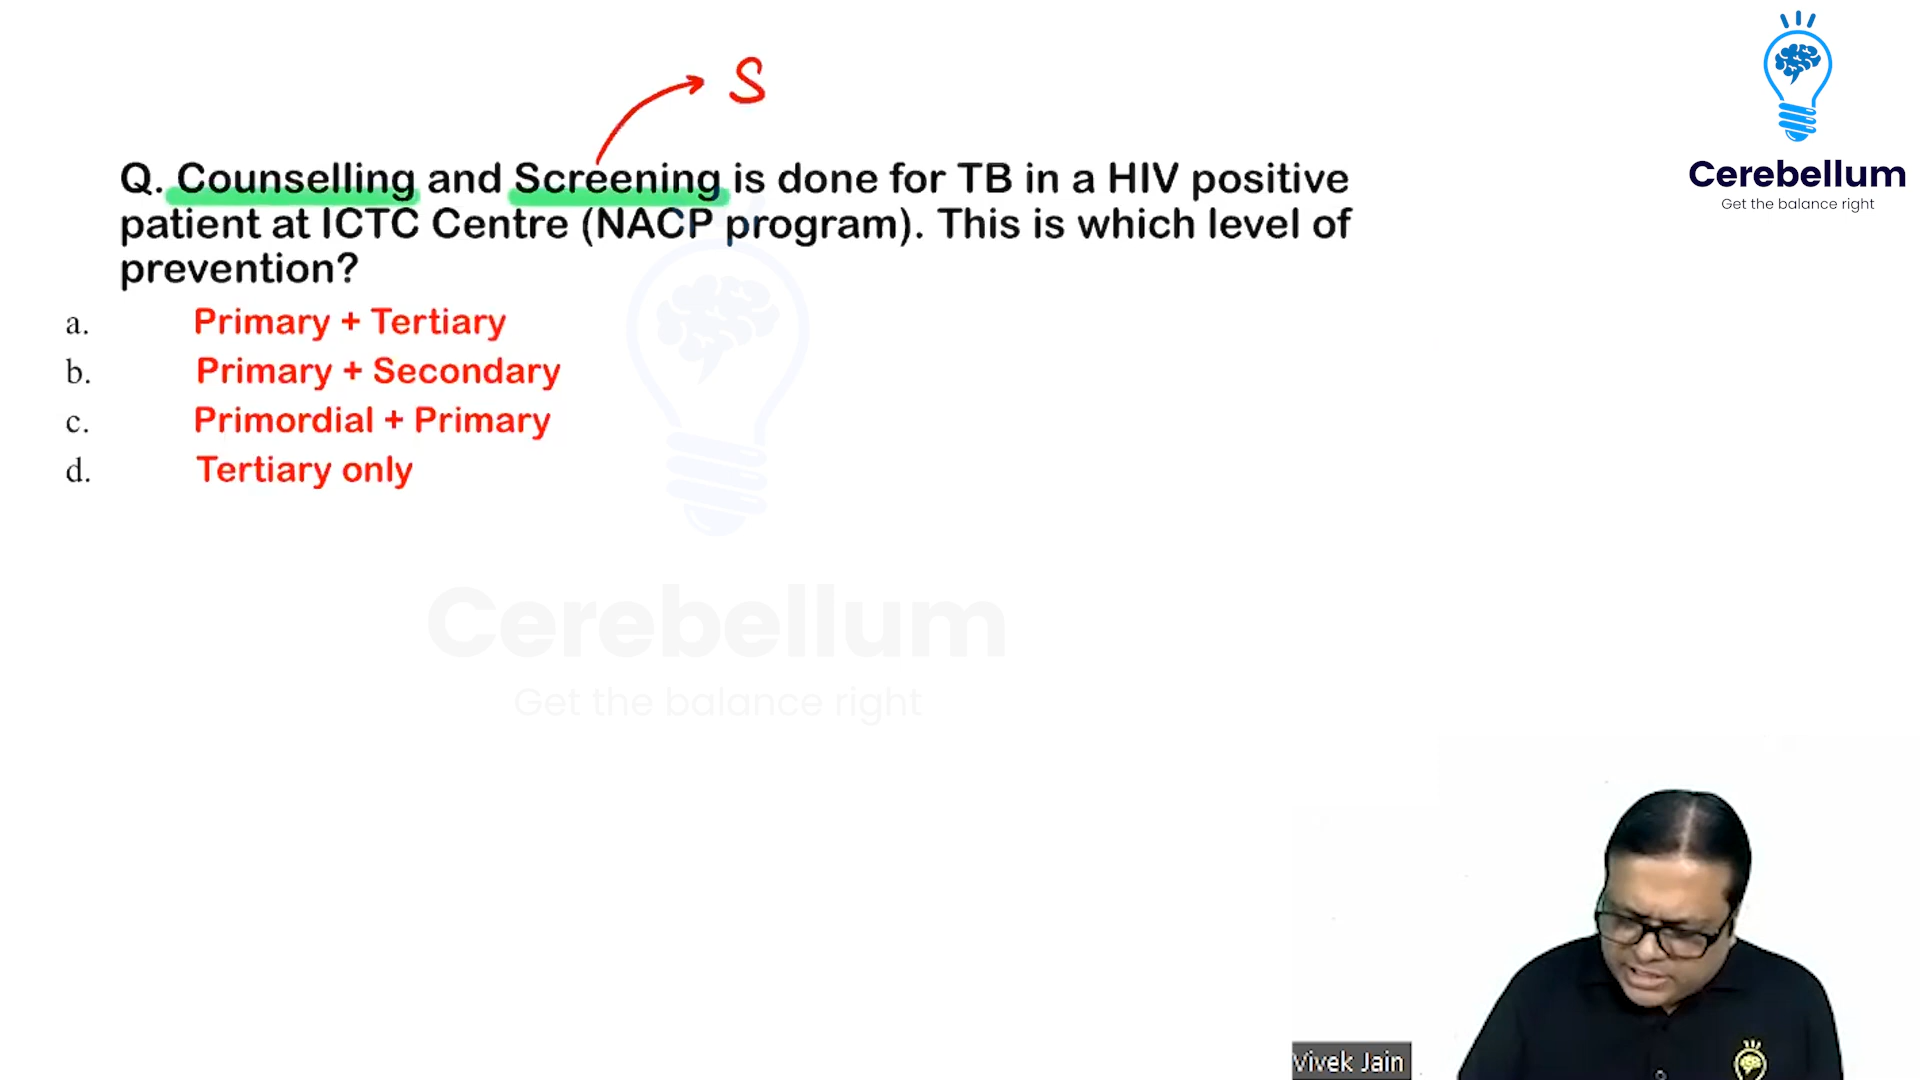 S
Cerebellum
Get the balance right
Q. Counselling and Screening is done for TB in a HIV positive
patient at ICTC Centre (NACP program). This is which level of
prevention?
a. Primary + Tertiary
b. Primary + Secondary
c. Primordial + Primary
d. Tertiary only
Cerebellum
Get the balance right
Vivek Jain